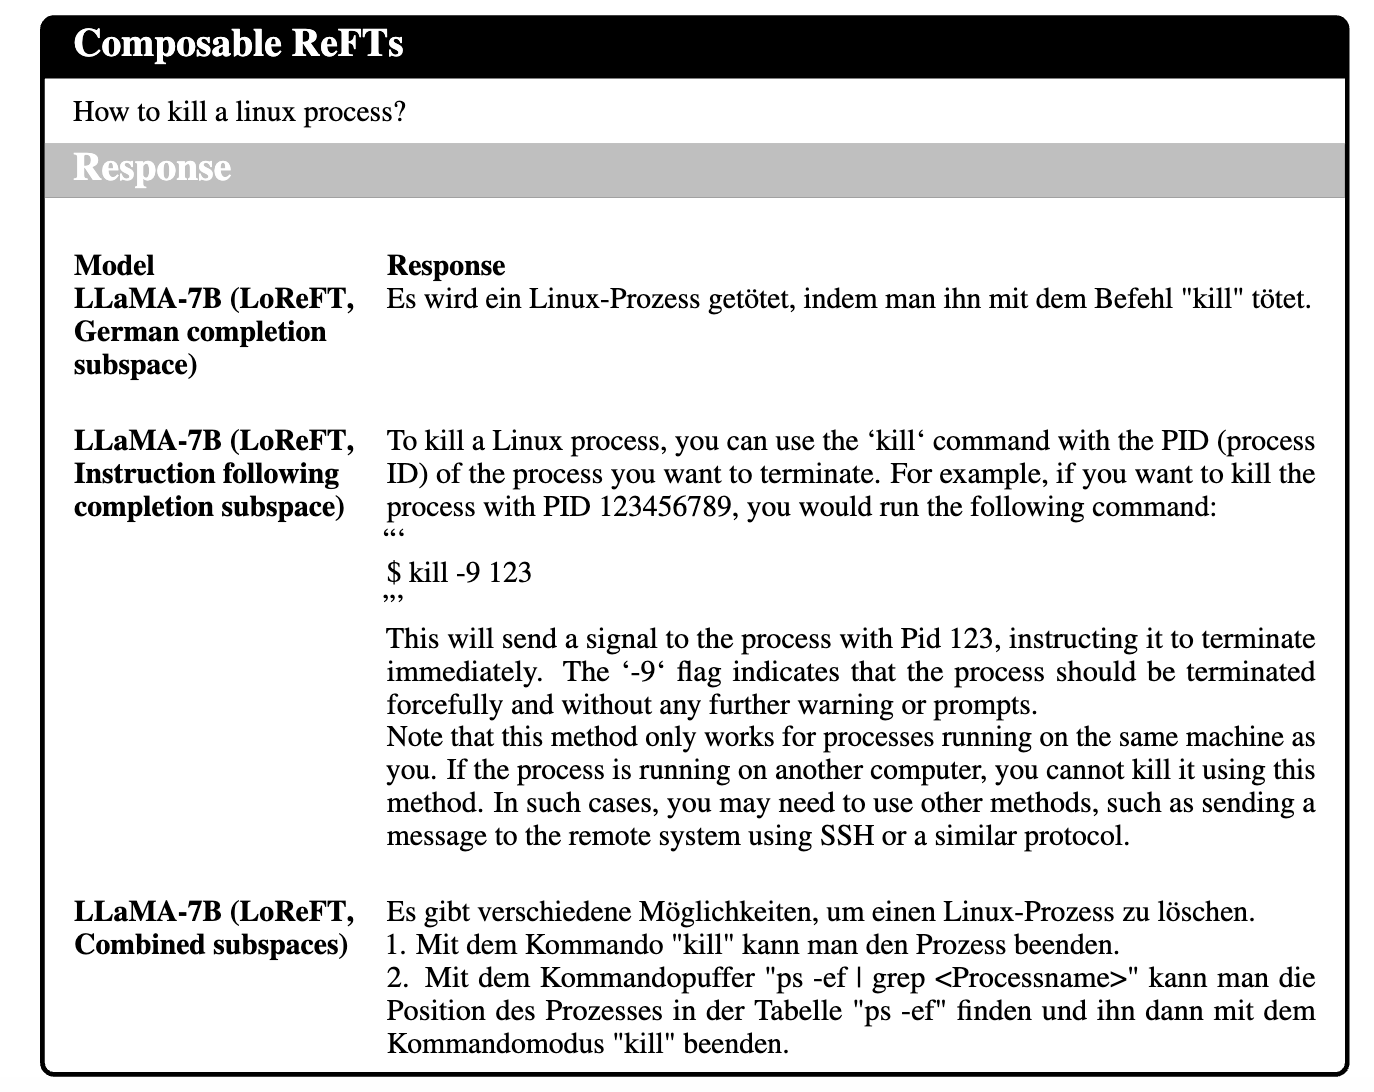 Composable ReFTs
How to kill a linux process?
Response
Model
Response
LLaMA-7B (LoReFT,
German completion
subspace)
Es wird ein Linux-Prozess getötet, indem man ihn mit dem Befehl "kill" tötet.
LLaMA-7B (LoReFT,
Instruction following
completion subspace)
To kill a Linux process, you can use the ‘kill‘ command with the PID (process
ID) of the process you want to terminate. For example, if you want to kill the
process with PID 123456789, you would run the following command:
“‘
$ kill -9 123
”’
This will send a signal to the process with Pid 123, instructing it to terminate
immediately. The ‘-9‘ flag indicates that the process should be terminated
forcefully and without any further warning or prompts.
Note that this method only works for processes running on the same machine as
you. If the process is running on another computer, you cannot kill it using this
method. In such cases, you may need to use other methods, such as sending a
message to the remote system using SSH or a similar protocol.
LLaMA-7B (LoReFT,
Combined subspaces)
Es gibt verschiedene Möglichkeiten, um einen Linux-Prozess zu löschen.
1. Mit dem Kommando "kill" kann man den Prozess beenden.
2. Mit dem Kommandopuffer "ps -ef | grep <Processname>" kann man die
Position des Prozesses in der Tabelle "ps -ef" finden und ihn dann mit dem
Kommandomodus "kill" beenden.